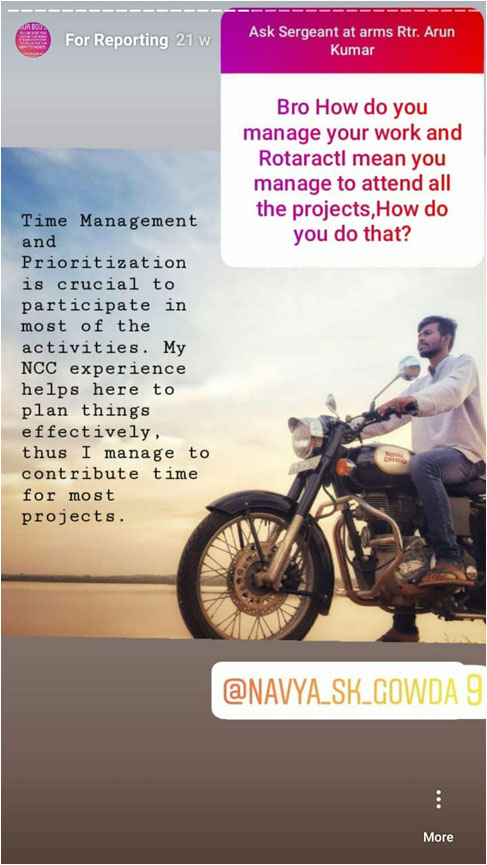 For Reporting 21 w
Ask Sergeant at arms Rtr. Arun
Kumar
Bro How do you
manage your work and
RotaractI mean you
manage to attend all
the projects,How do
you do that?
Time Management
and
Prioritization
is crucial to
participate in
most of the
activities. My
NCC experience
helps here to
plan things
effectively,
thus I manage to
contribute time
for most
projects.
ROYAL
ENFIELD
@NAVYA_SK_GOWDA 9
More